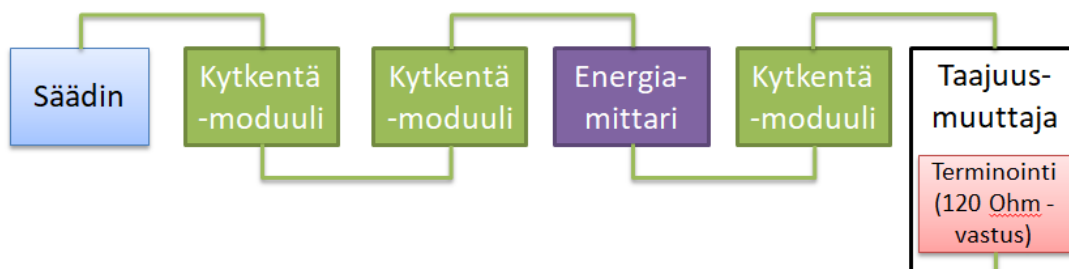 Säädin
Kytkentä
-moduuli
Kytkentä
-moduuli
Energia-
mittari
Kytkentä
-moduuli
Taajuus-
muuttaja
Terminointi
(120 Ohm -
vastus)